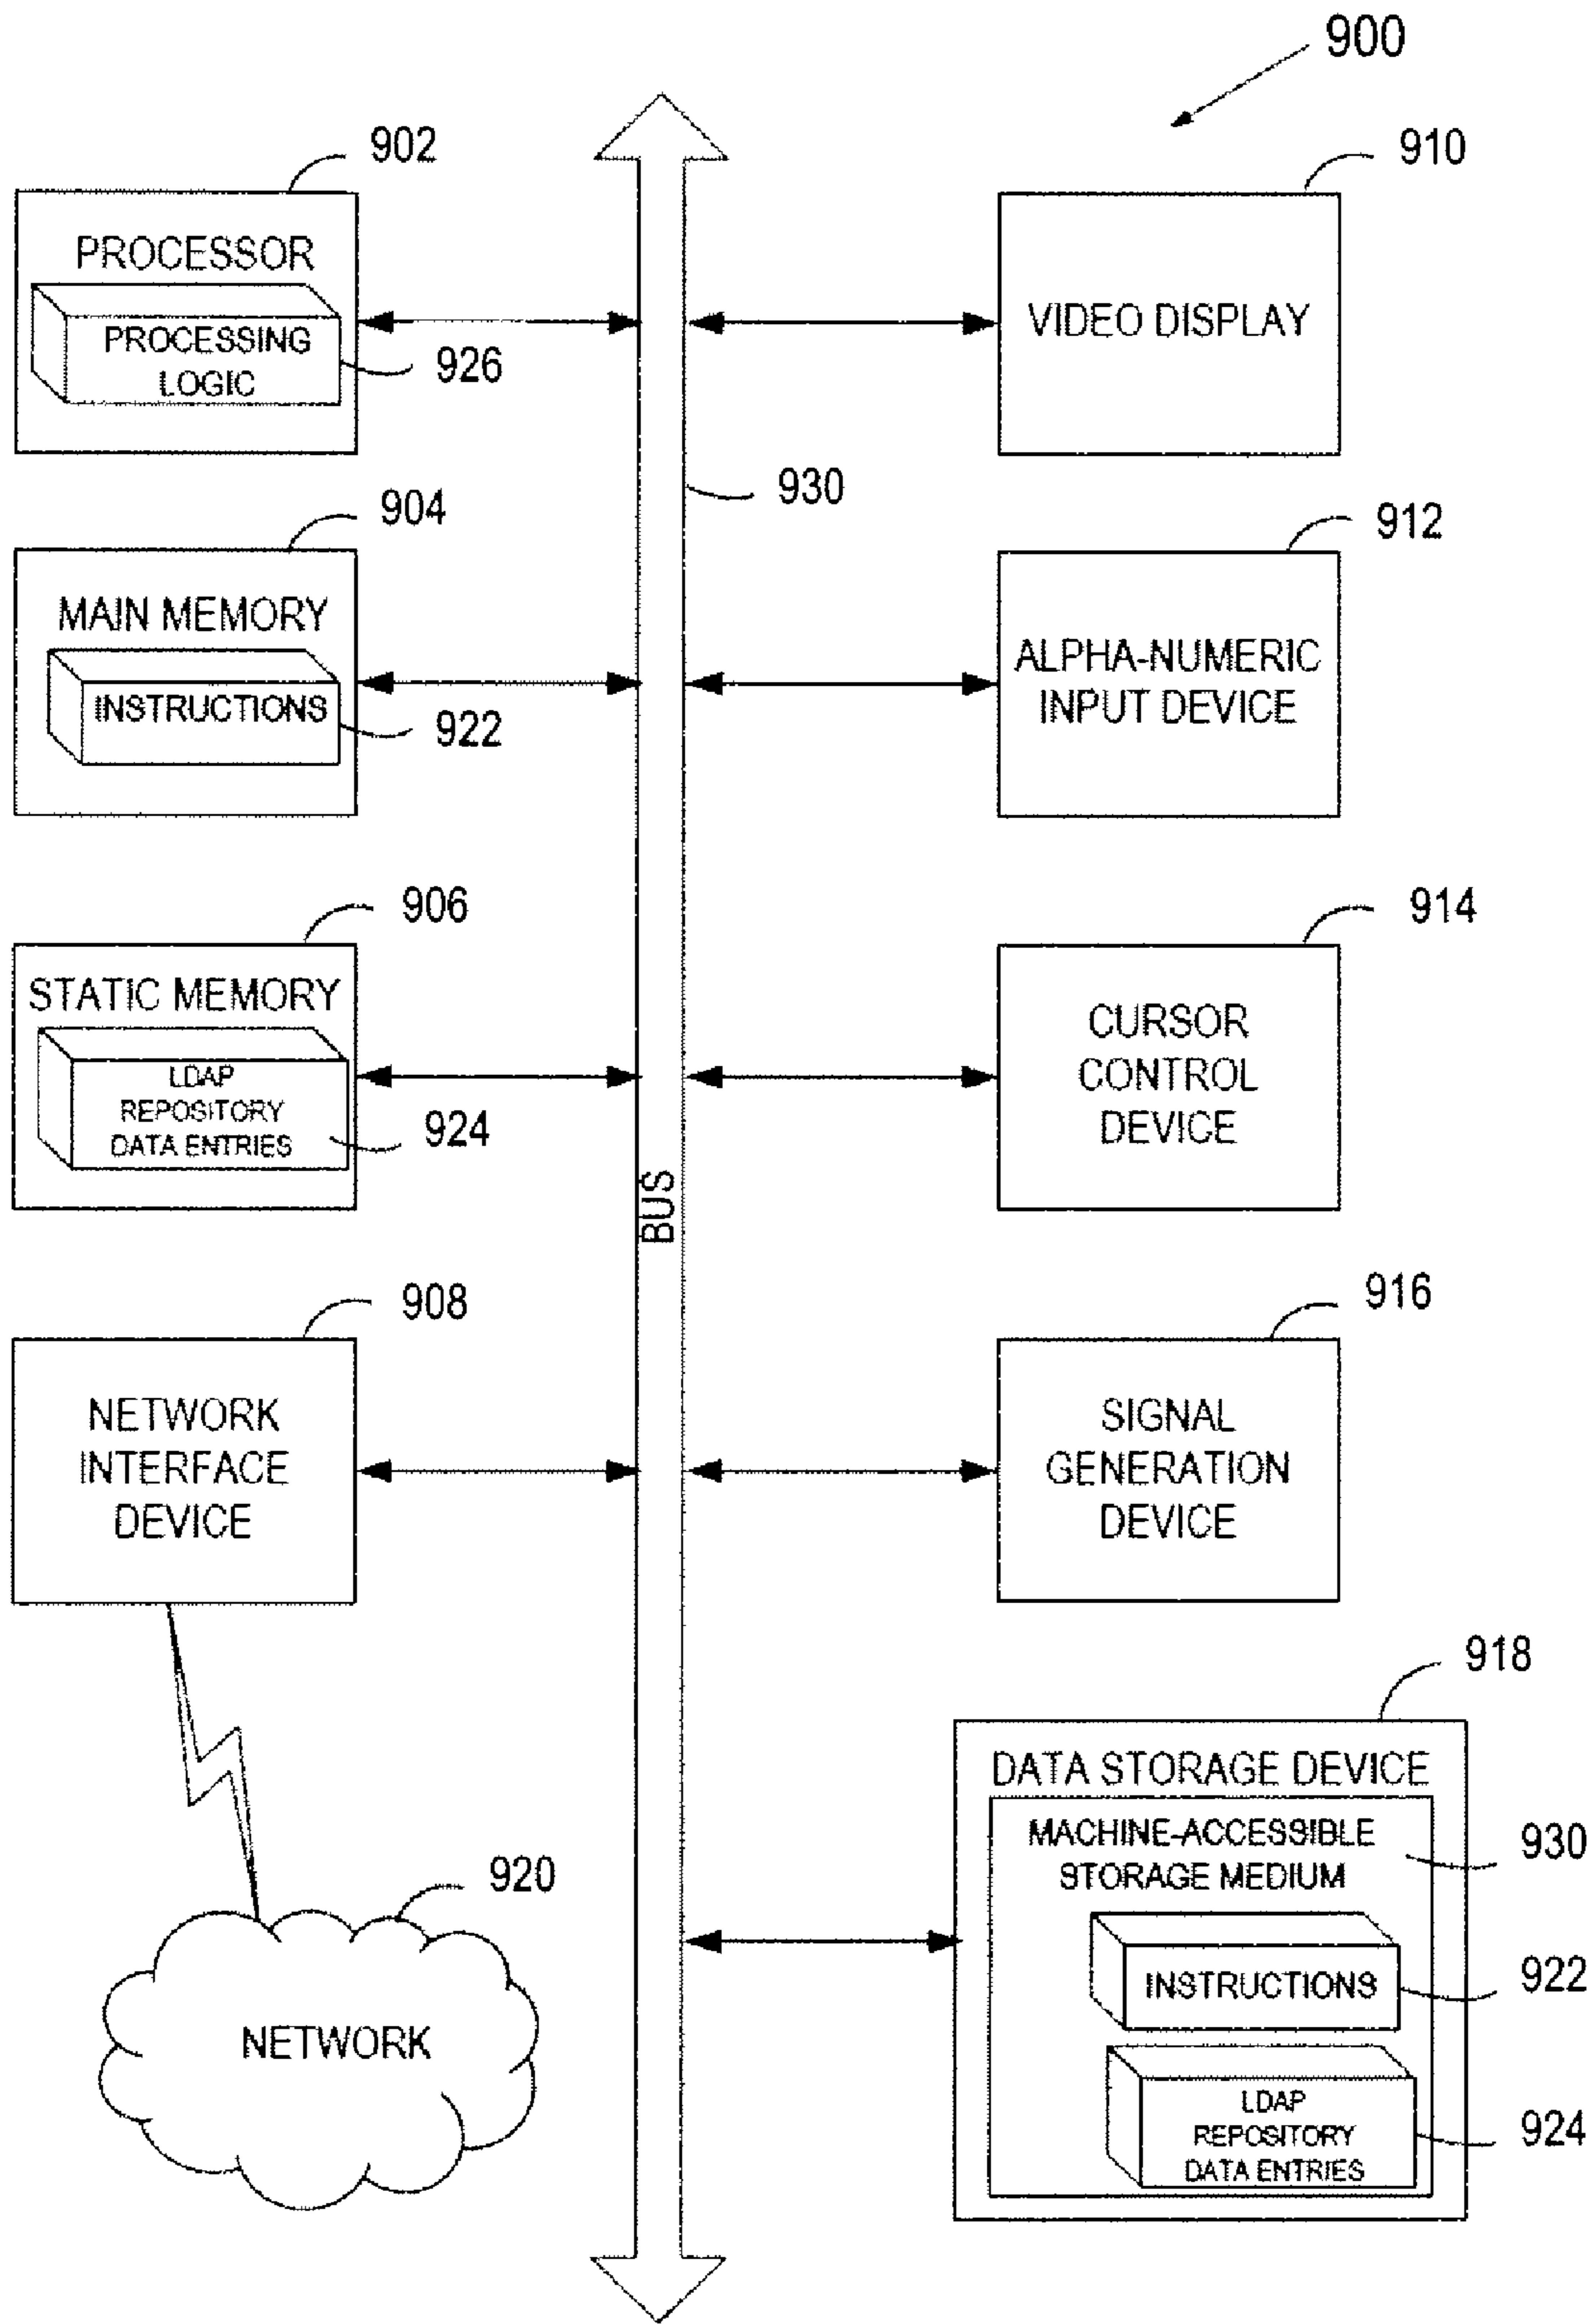 900
902
PROCESSOR
PROCESSING
LOGIC
926
910
VIDEO DISPLAY
930
904
MAIN MEMORY
INSTRUCTIONS
922
912
ALPHA-NUMERIC
INPUT DEVICE
906
STATIC MEMORY
LDAP
REPOSITORY
DATA ENTRIES
924
914
CURSOR
CONTROL
DEVICE
BUS
908
NETWORK
INTERFACE
DEVICE
916
SIGNAL
GENERATION
DEVICE
920
NETWORK
918
DATA STORAGE DEVICE
MACHINE-ACCESSIBLE
STORAGE MEDIUM
930
INSTRUCTIONS
922
LDAP
REPOSITORY
DATA ENTRIES
924